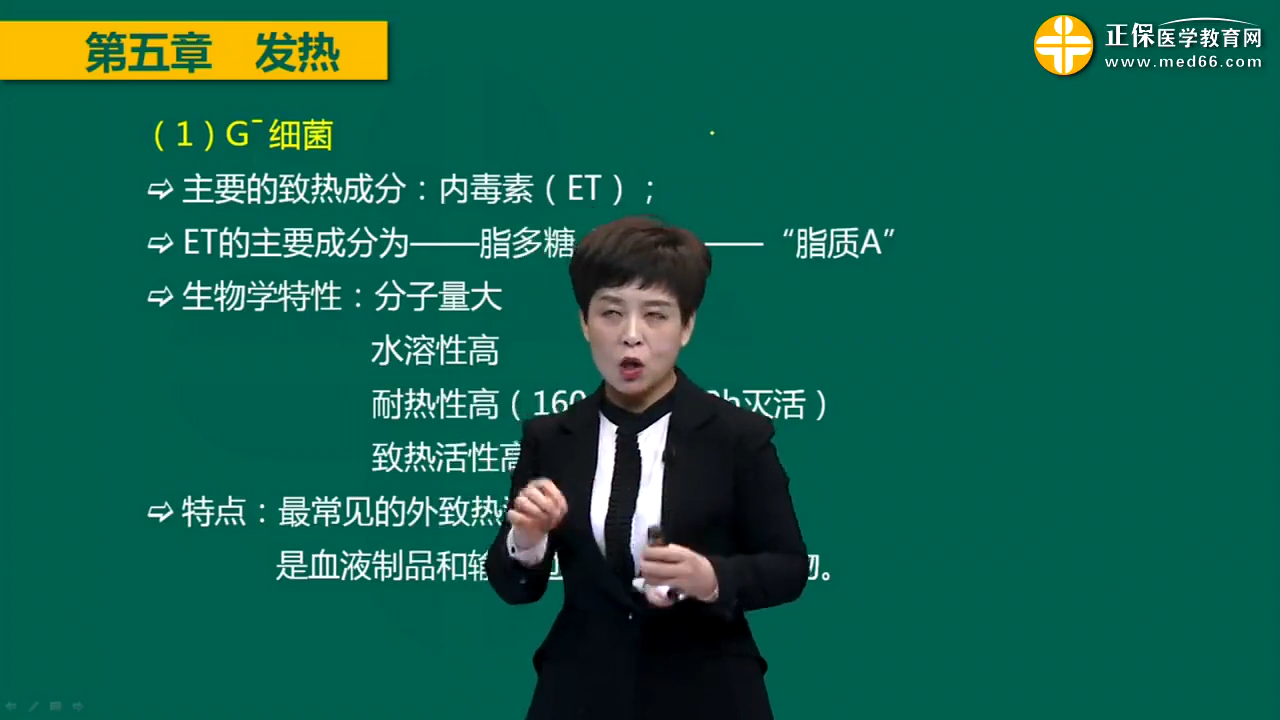 第五章 发热
正保医学教育网
www.med66.com
（1）G⁻细菌
➩ 主要的致热成分：内毒素（ET）；
➩ ET的主要成分为——脂多糖 ——“脂质A”
➩ 生物学特性：分子量大
水溶性高
耐热性高（160 2h灭活）
致热活性高
➩ 特点：最常见的外致热
是血液制品和输 物。